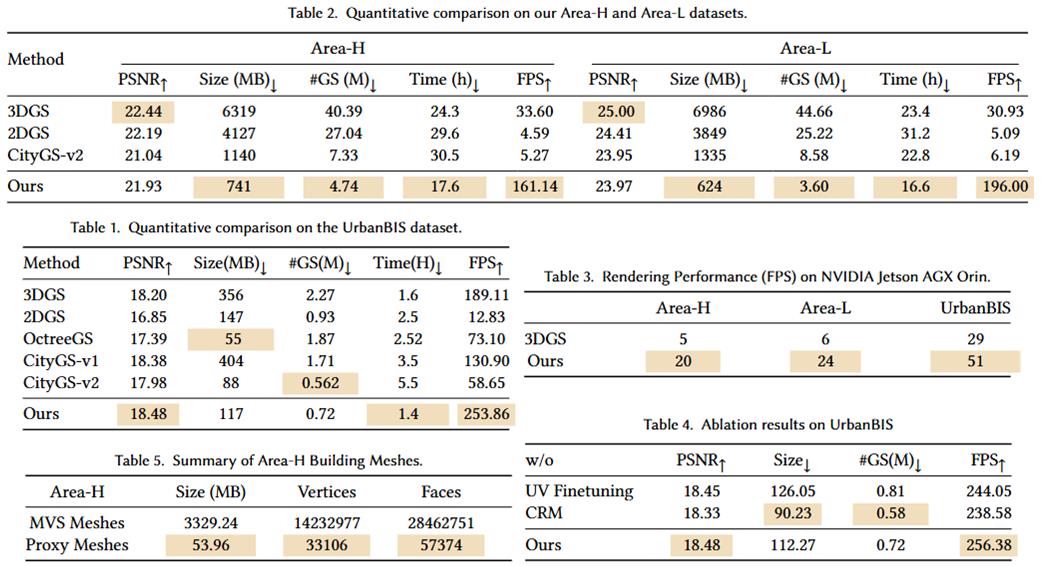 Table 2. Quantitative comparison on our Area-H and Area-L datasets.
Method Area-H Area-L
PSNR↑ Size (MB)↓ #GS (M)↓ Time (h)↓ FPS↑ PSNR↑ Size (MB)↓ #GS (M)↓ Time (h)↓ FPS↑
3DGS 22.44 6319 40.39 24.3 33.60 25.00 6986 44.66 23.4 30.93
2DGS 22.19 4127 27.04 29.6 4.59 24.41 3849 25.22 31.2 5.09
CityGS-v2 21.04 1140 7.33 30.5 5.27 23.95 1335 8.58 22.8 6.19
Ours 21.93 741 4.74 17.6 161.14 23.97 624 3.60 16.6 196.00
Table 1. Quantitative comparison on the UrbanBIS dataset.
Method PSNR↑ Size(MB)↓ #GS(M)↓ Time(H)↓ FPS↑
3DGS 18.20 356 2.27 1.6 189.11
2DGS 16.85 147 0.93 2.5 12.83
OctreeGS 17.39 55 1.87 2.52 73.10
CityGS-v1 18.38 404 1.71 3.5 130.90
CityGS-v2 17.98 88 0.562 5.5 58.65
Ours 18.48 117 0.72 1.4 253.86
Table 3. Rendering Performance (FPS) on NVIDIA Jetson AGX Orin.
Area-H Area-L UrbanBIS
3DGS 5 6 29
Ours 20 24 51
Table 5. Summary of Area-H Building Meshes.
Area-H Size (MB) Vertices Faces
MVS Meshes 3329.24 14232977 28462751
Proxy Meshes 53.96 33106 57374
Table 4. Ablation results on UrbanBIS
w/o PSNR↑ Size↓ #GS(M)↓ FPS↑
UV Finetuning 18.45 126.05 0.81 244.05
CRM 18.33 90.23 0.58 238.58
Ours 18.48 112.27 0.72 256.38